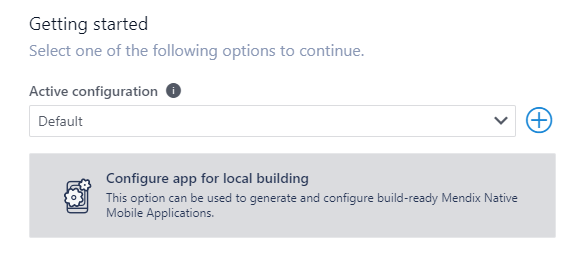 Getting started
Select one of the following options to continue.
Active configuration
Default
Configure app for local building
This option can be used to generate and configure build-ready Mendix Native
Mobile Applications.